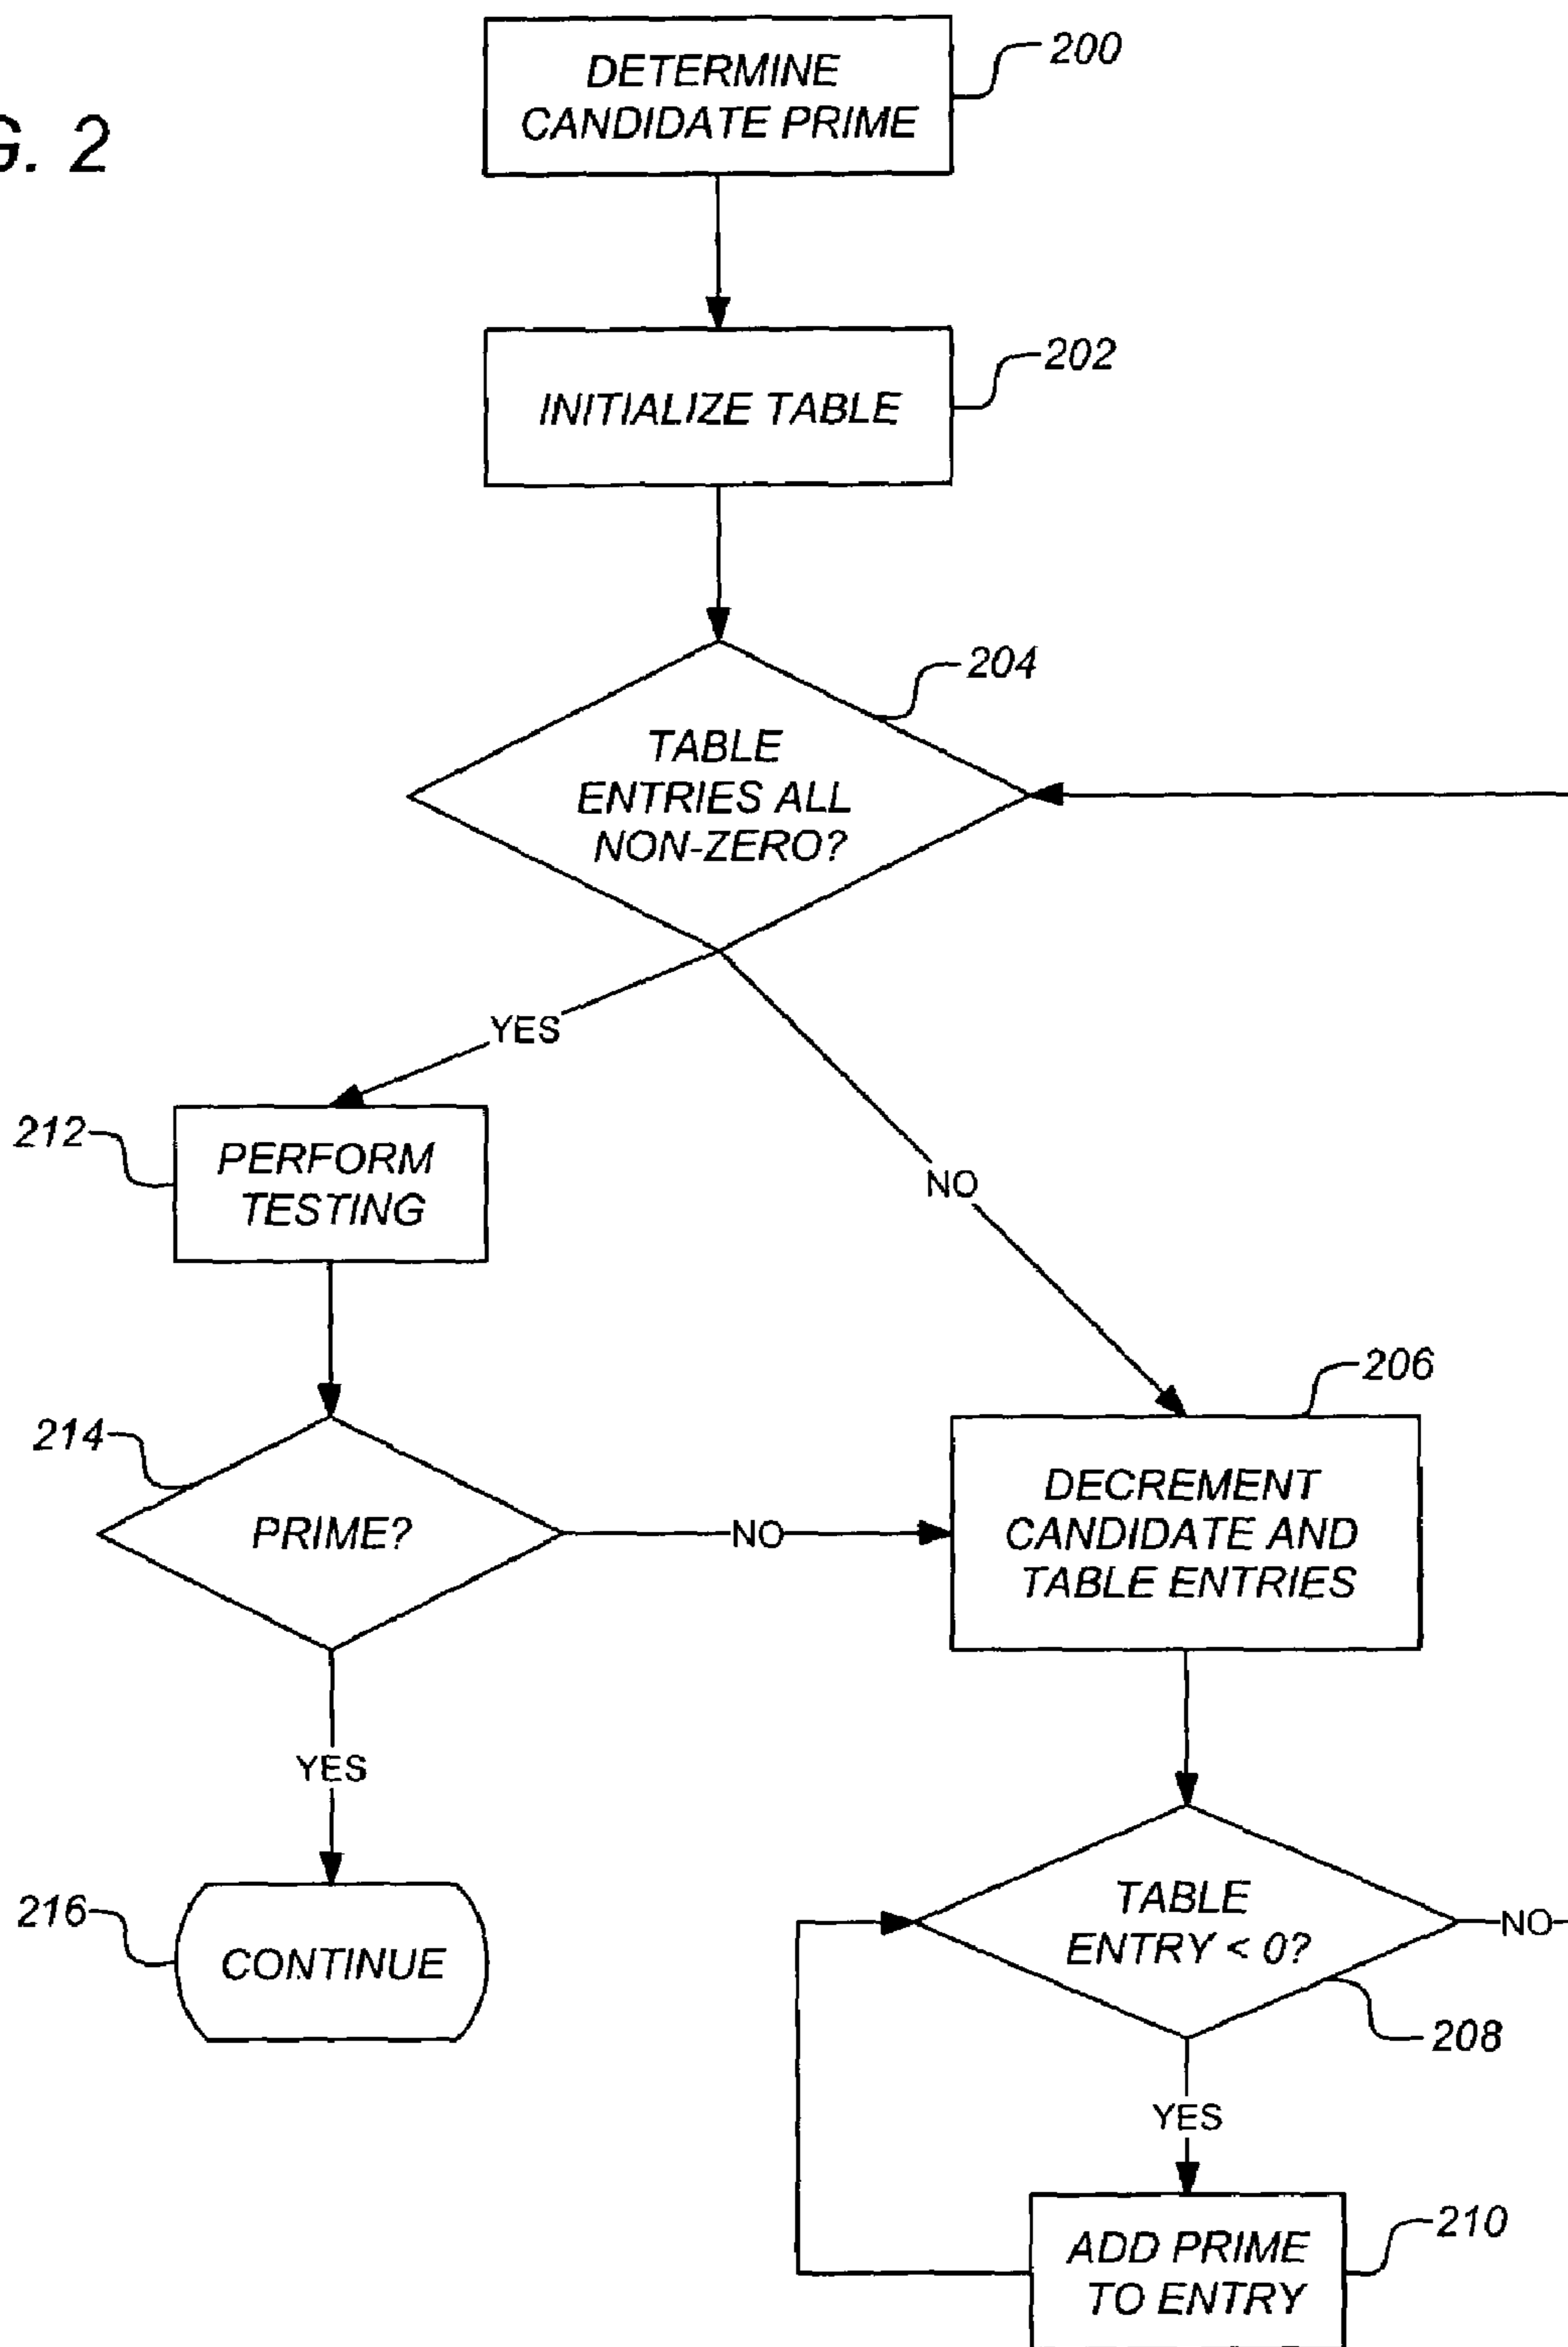 G. 2
DETERMINE
CANDIDATE PRIME
200
INITIALIZE TABLE
202
204
TABLE
ENTRIES ALL
NON-ZERO?
YES
NO
212
PERFORM
TESTING
206
214
PRIME?
NO
DECREMENT
CANDIDATE AND
TABLE ENTRIES
YES
216
CONTINUE
TABLE
ENTRY < 0?
NO
208
YES
210
ADD PRIME
TO ENTRY